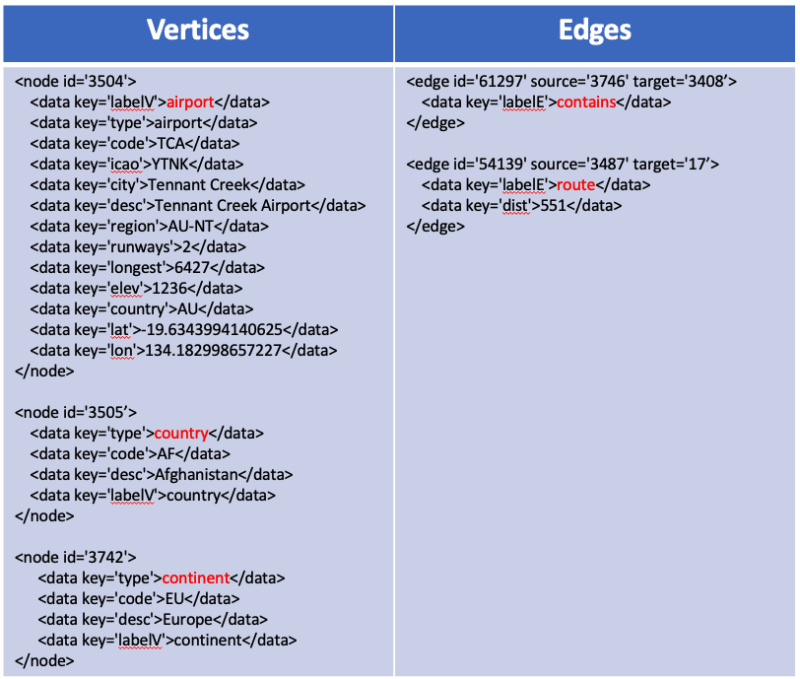 Vertices
<node id='3504'>
<data key='labelV'>airport</data>
<data key='type'>airport</data>
<data key='code'>TCA</data>
<data key='icao'>YTNK</data>
<data key='city'>Tennant Creek</data>
<data key='desc'>Tennant Creek Airport</data>
<data key='region'>AU-NT</data>
<data key='runways'>2</data>
<data key='longest'>6427</data>
<data key='elev'>1236</data>
<data key='country'>AU</data>
<data key='lat'>-19.6343994140625</data>
<data key='lon'>134.182998657227</data>
</node>
<node id='3505’>
<data key='type'>country</data>
<data key='code'>AF</data>
<data key='desc'>Afghanistan</data>
<data key='labelV'>country</data>
</node>
<node id='3742'>
<data key='type'>continent</data>
<data key='code'>EU</data>
<data key='desc'>Europe</data>
<data key='labelV'>continent</data>
</node>
Edges
<edge id='61297' source='3746' target='3408’>
<data key='labelE'>contains</data>
</edge>
<edge id='54139' source='3487' target='17’>
<data key='labelE'>route</data>
<data key='dist'>551</data>
</edge>